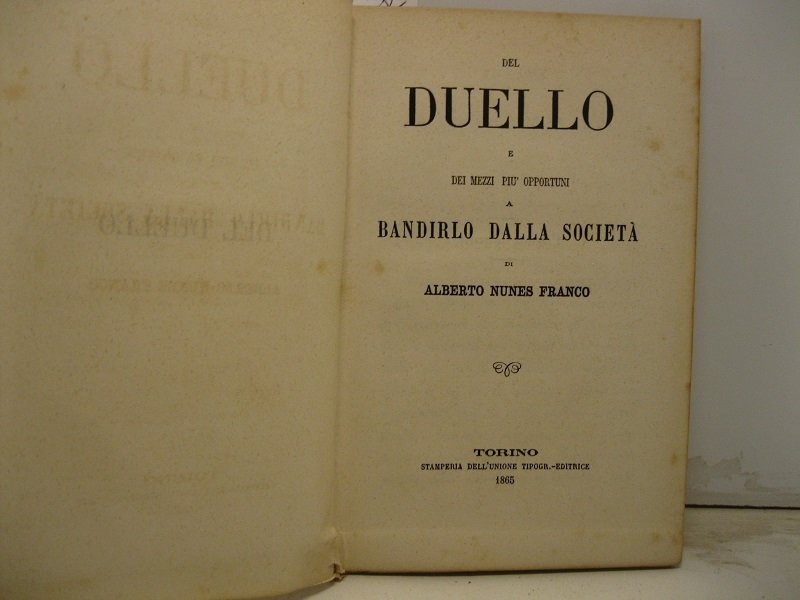 DEL
DUELLO
E
DEI MEZZI PIU' OPPORTUNI
A
BANDIRLO DALLA SOCIETÀ
DI
ALBERTO NUNES FRANCO
TORINO
STAMPERIA DELL'UNIONE TIPOGR.-EDITRICE
1865